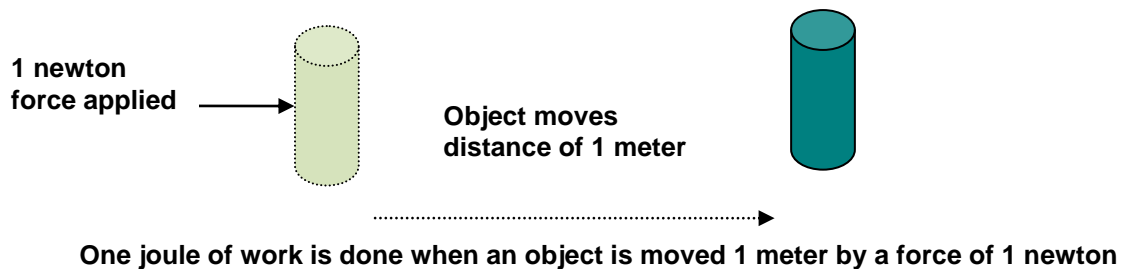 1 newton
force applied
Object moves
distance of 1 meter
One joule of work is done when an object is moved 1 meter by a force of 1 newton